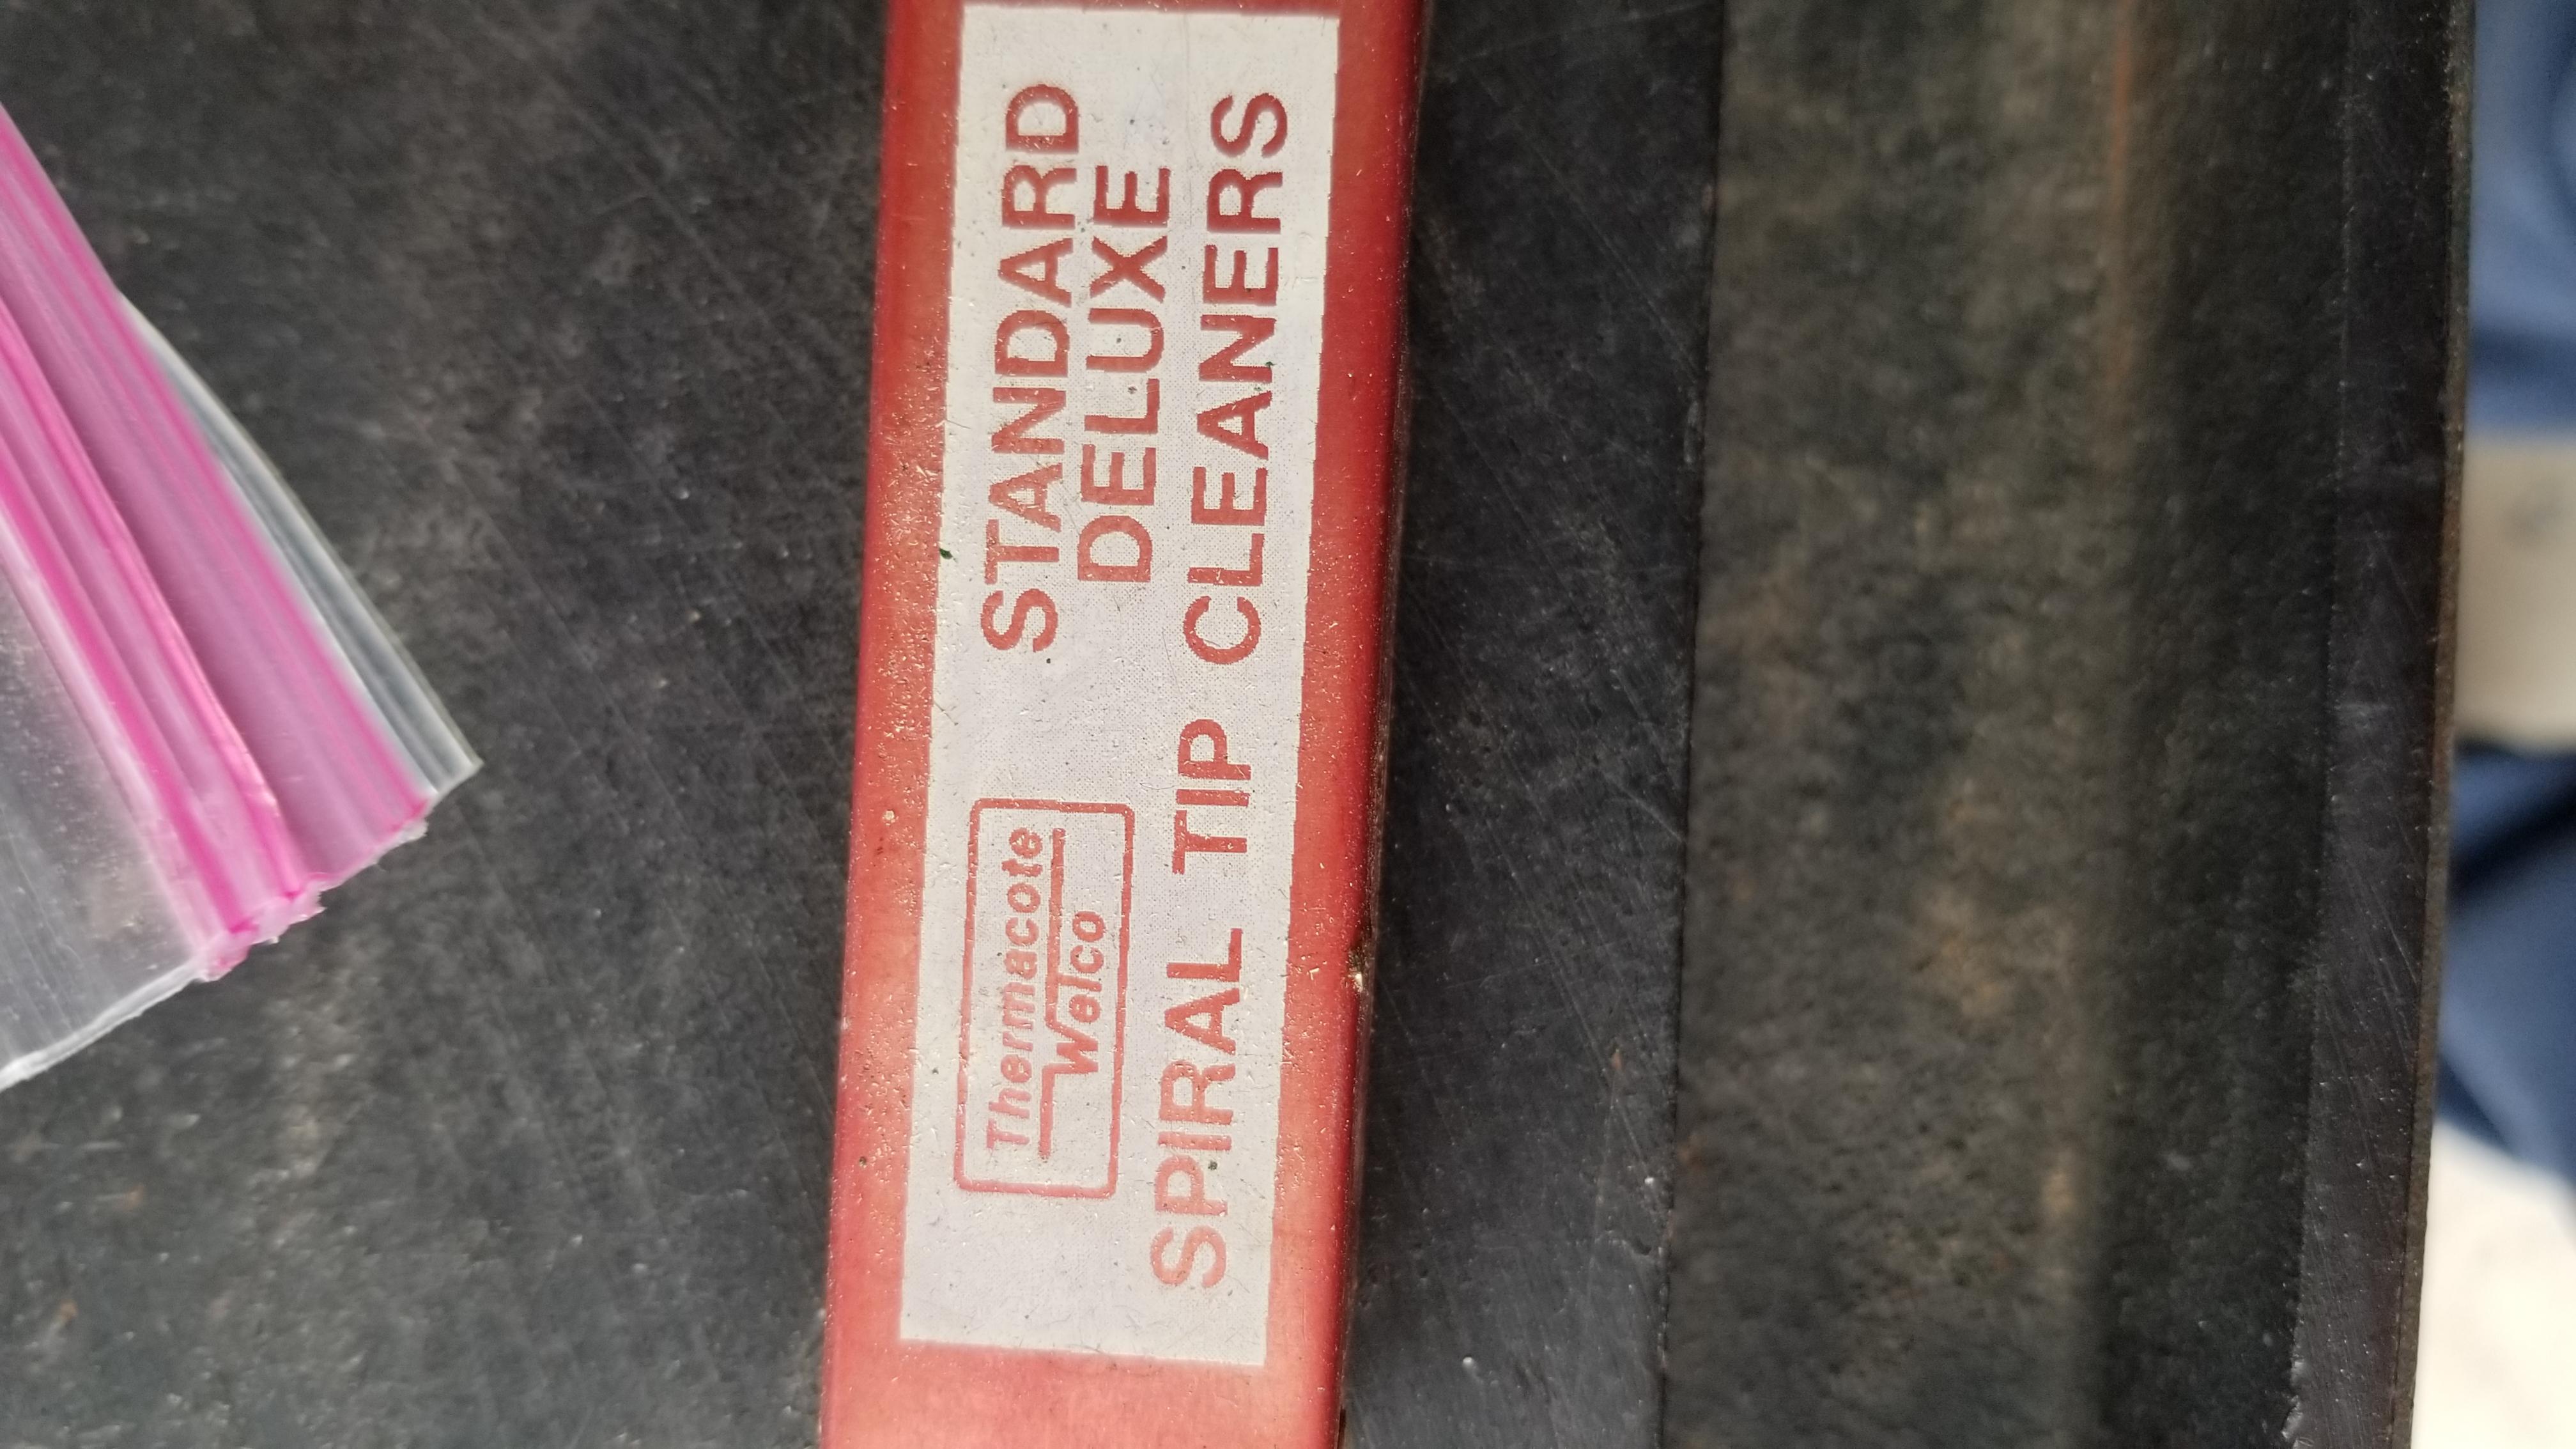 Thermacote
Welco
STANDARD
DELUXE
SPIRAL TIP CLEANERS